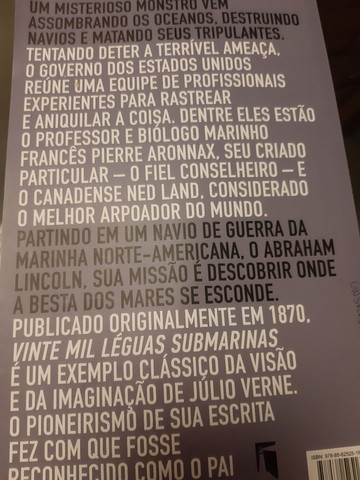 UM MISTERIOSO MONSTRO VEM
ASSOMBRANDO OS OCEANOS, DESTRUINDO
NAVIOS E MATANDO SEUS TRIPULANTES.
TENTANDO DETER A TERRÍVEL AMEAÇA,
O GOVERNO DOS ESTADOS UNIDOS
REÚNE UMA EQUIPE DE PROFISSIONAIS
EXPERIENTES PARA RASTREAR
E ANIQUILAR A COISA. DENTRE ELES ESTÃO
O PROFESSOR E BIÓLOGO MARINHO
FRANCÊS PIERRE ARONNAX, SEU CRIADO
PARTICULAR — O FIEL CONSELHEIRO — E
O CANADENSE NED LAND, CONSIDERADO
O MELHOR ARPOADOR DO MUNDO.
PARTINDO EM UM NAVIO DE GUERRA DA
MARINHA NORTE-AMERICANA, O ABRAHAM
LINCOLN, SUA MISSÃO É DESCOBRIR ONDE
A BESTA DOS MARES SE ESCONDE.
PUBLICADO ORIGINALMENTE EM 1870,
VINTE MIL LÉGUAS SUBMARINAS
É UM EXEMPLO CLÁSSICO DA VISÃO
E DA IMAGINAÇÃO DE JÚLIO VERNE.
O PIONEIRISMO DE SUA ESCRITA
FEZ COM QUE FOSSE
RECONHECIDO COMO O PAI